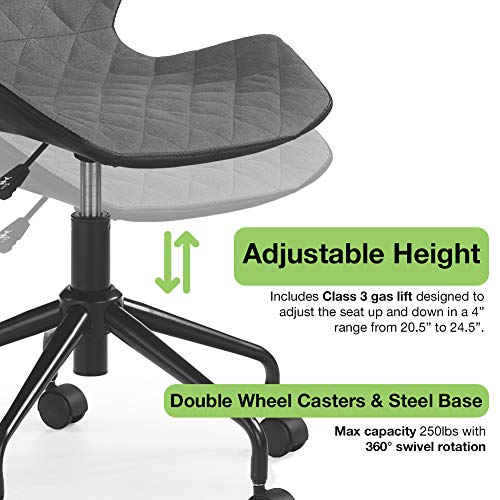 Adjustable Height
Includes Class 3 gas lift designed to
adjust the seat up and down in a 4”
range from 20.5” to 24.5”.
Double Wheel Casters & Steel Base
Max capacity 250lbs with
360° swivel rotation